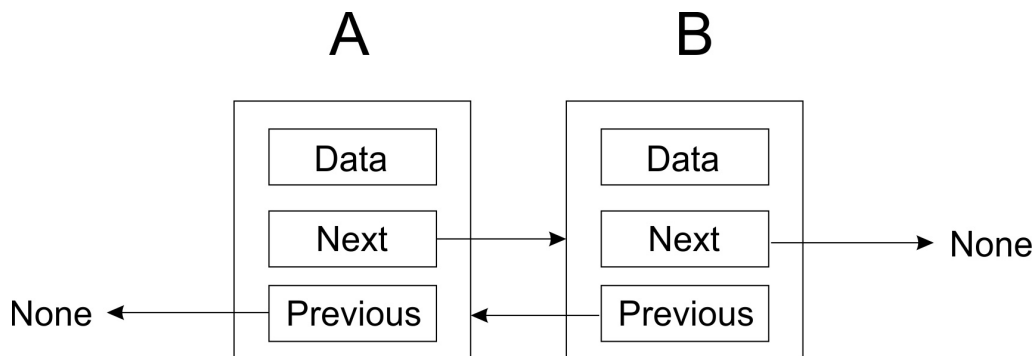 A B
Data Data
Next Next None
None Previous Previous